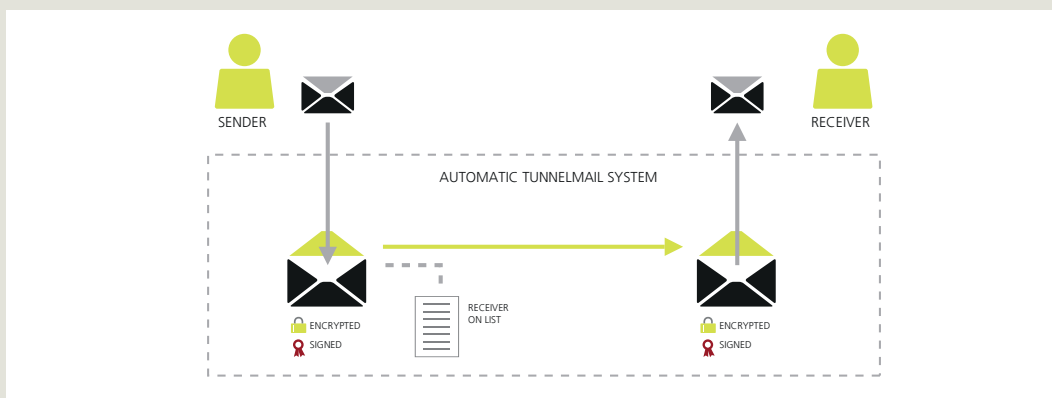 SENDER
RECEIVER
AUTOMATIC TUNNELMAIL SYSTEM
RECEIVER
ON LIST
ENCRYPTED
SIGNED
ENCRYPTED
SIGNED